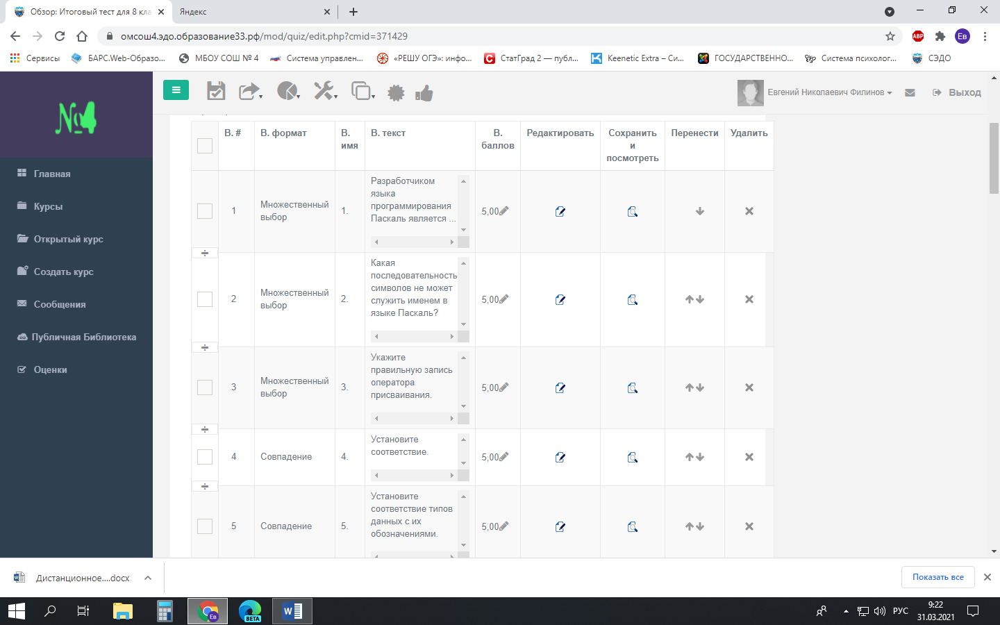 Обзор: Итоговый тест для 8 кла
Яндекс
омсош4.эдо.образование33.рф/mod/quiz/edit.php?cmid=371429
ABP
Ев
Сервисы
БАРС.Web-Образо...
МБОУ СОШ № 4
Система управлен...
«РЕШУ ОГЭ»: инфо...
СтатГрад 2 — публ...
Keenetic Extra – Си...
ГОСУДАРСТВЕННО...
Система психолог...
СЭДО
№4
Евгений Николаевич Филинов
Выход
Главная
Курсы
Открытый курс
Создать курс
Сообщения
Публичная Библиотека
Оценки
В. #
В. формат
В. имя
В. текст
В. баллов
Редактировать
Сохранить и посмотреть
Перенести
Удалить
1
Множественный
выбор
1.
Разработчиком
языка
программирования
Паскаль является ...
5,00
2
Множественный
выбор
2.
Какая
последовательность
символов не может
служить именем в
языке Паскаль?
5,00
3
Множественный
выбор
3.
Укажите
правильную запись
оператора
присваивания.
5,00
4
Совпадение
4.
Установите
соответствие.
5,00
5
Совпадение
5.
Установите
соответствие типов
данных с их
обозначениями.
5,00
Дистанционное....docx
Показать все
Ев
BETA
РУС
9:22
31.03.2021